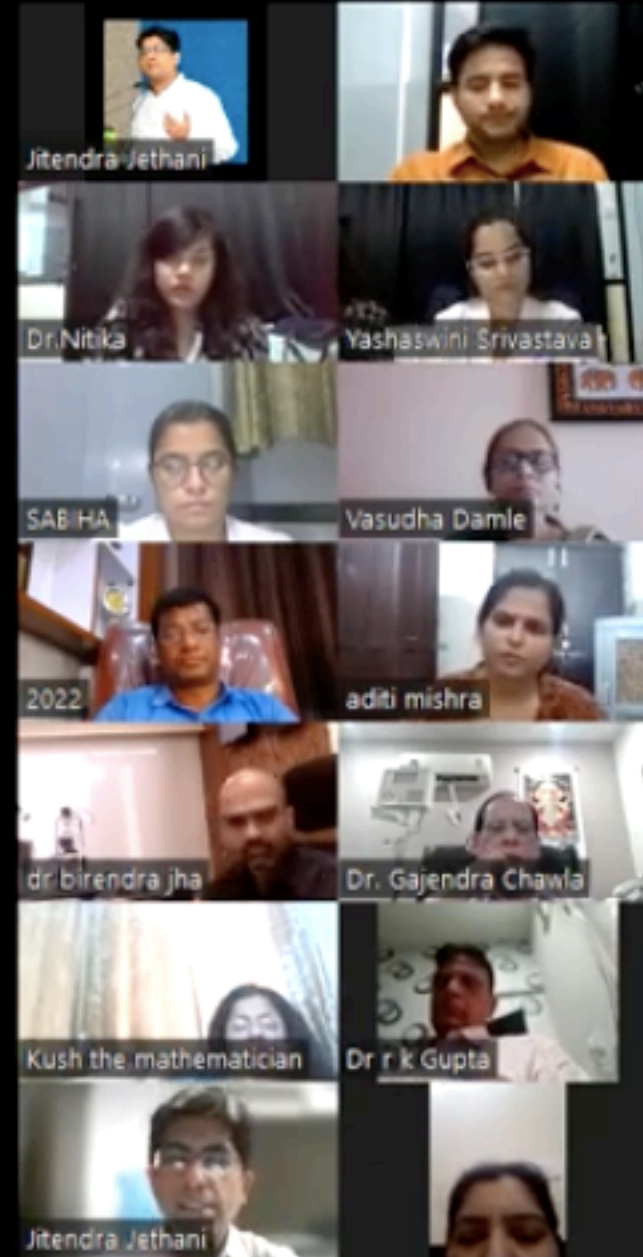 Jitendra Jethani
Dr.Nitika
Yashaswini Srivastava
SABIHA
Vasudha Damle
2022
aditi mishra
dr birendra jha
Dr. Gajendra Chawla
Kush the mathematician
Dr r k Gupta
Jitendra Jethani